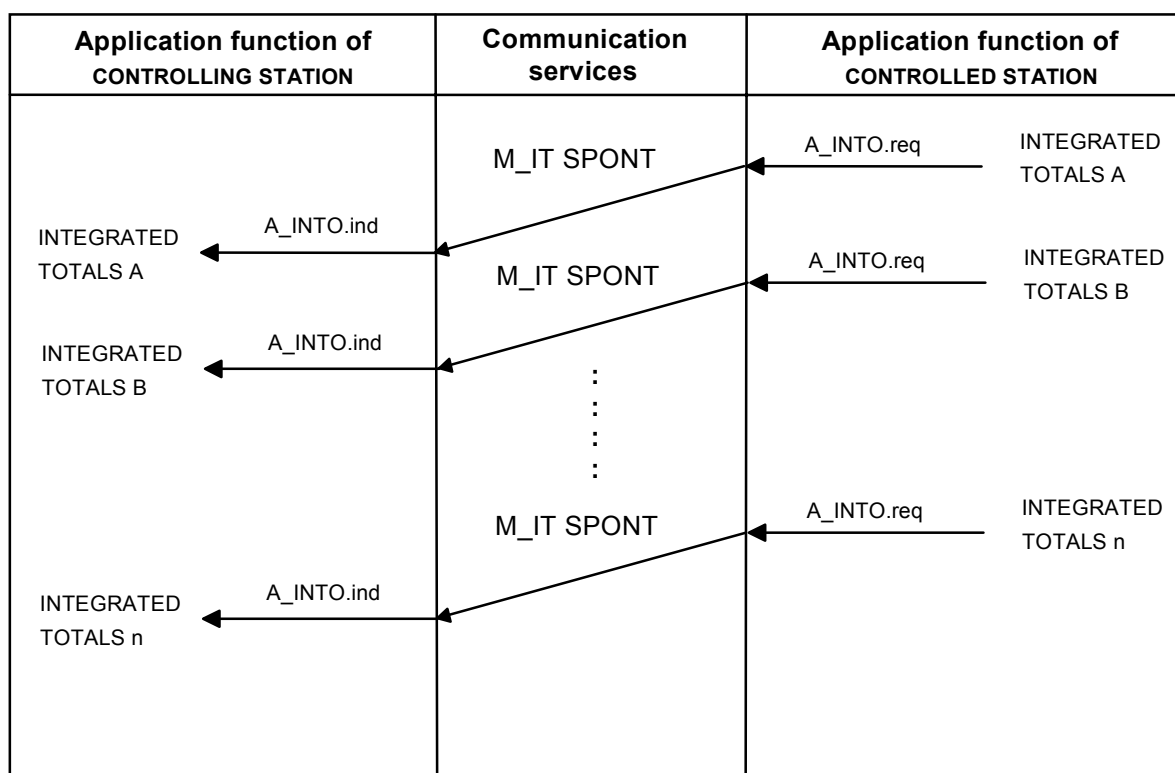 Application function of
CONTROLLING STATION
Communication
services
Application function of
CONTROLLED STATION
M_IT SPONT
A_INTO.req
INTEGRATED
TOTALS A
A_INTO.ind
INTEGRATED
TOTALS A
M_IT SPONT
A_INTO.req
INTEGRATED
TOTALS B
A_INTO.ind
INTEGRATED
TOTALS B
:
:
:
:
M_IT SPONT
A_INTO.req
INTEGRATED
TOTALS n
A_INTO.ind
INTEGRATED
TOTALS n